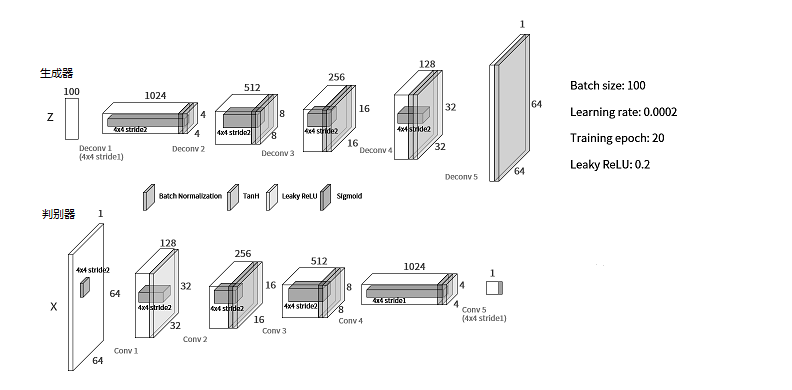 生成器
Z
100
Deconv 1
(4x4 stride1)
1024
4x4 stride2
4
4
Deconv 2
512
4x4 stride2
8
8
Deconv 3
256
4x4 stride2
16
16
Deconv 4
128
4x4 stride2
32
32
Deconv 5
1
64
64
Batch size: 100
Learning rate: 0.0002
Training epoch: 20
Leaky ReLU: 0.2
Batch Normalization
TanH
Leaky ReLU
Sigmoid
判别器
X
1
4x4 stride2
64
64
Conv 1
128
4x4 stride2
32
32
Conv 2
256
4x4 stride2
16
16
Conv 3
512
4x4 stride2
8
8
Conv 4
1024
4x4 stride1
4
4
Conv 5
(4x4 stride1)
1